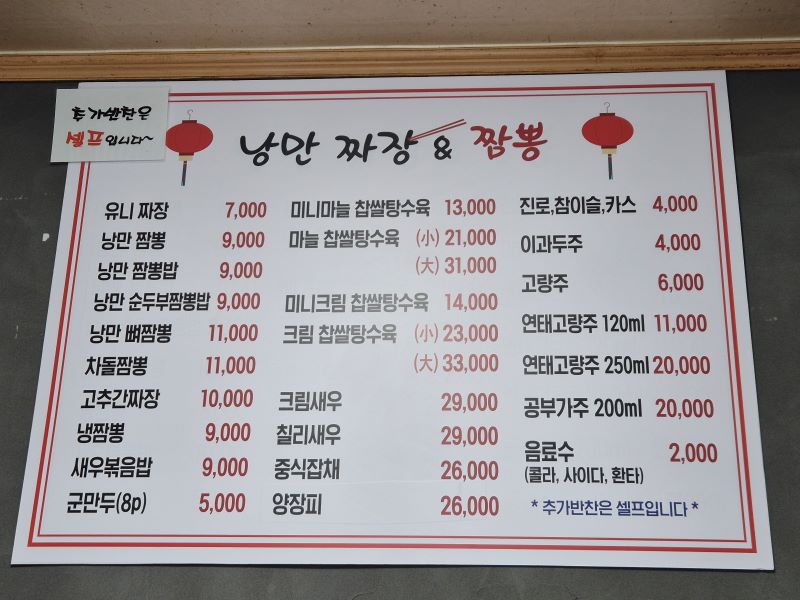 추가반찬은
셀프입니다~
낭만 짜장 & 짬뽕
유니 짜장 7,000
낭만 짬뽕 9,000
낭만 짬뽕밥 9,000
낭만 순두부짬뽕밥 9,000
낭만 뼈짬뽕 11,000
차돌짬뽕 11,000
고추간짜장 10,000
냉짬뽕 9,000
새우볶음밥 9,000
군만두(8p) 5,000
미니마늘 찹쌀탕수육 13,000
마늘 찹쌀탕수육 (小) 21,000
(大) 31,000
미니크림 찹쌀탕수육 14,000
크림 찹쌀탕수육 (小) 23,000
(大) 33,000
크림새우 29,000
칠리새우 29,000
중식잡채 26,000
양장피 26,000
진로,참이슬,카스 4,000
이과두주 4,000
고량주 6,000
연태고량주 120ml 11,000
연태고량주 250ml 20,000
공부가주 200ml 20,000
음료수 2,000
(콜라, 사이다, 환타)
* 추가반찬은 셀프입니다 *